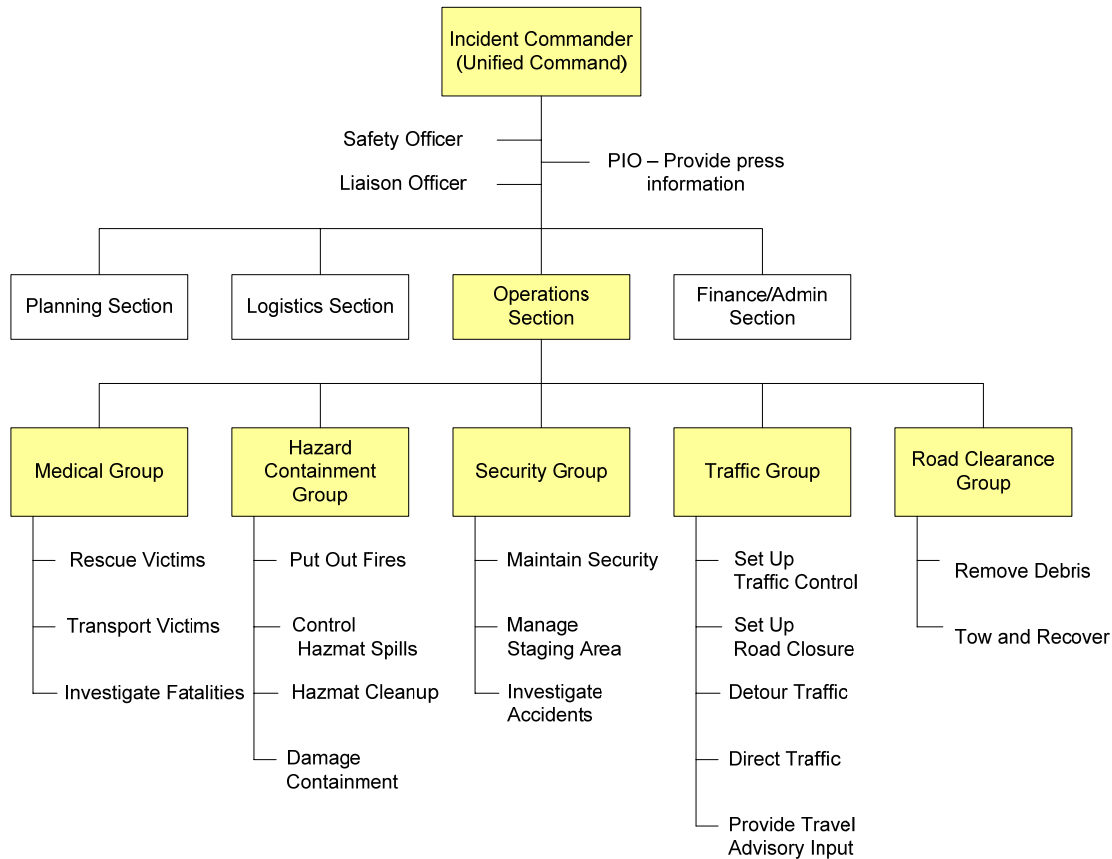 Incident Commander
(Unified Command)
Safety Officer
PIO – Provide press
information
Liaison Officer
Planning Section
Logistics Section
Operations
Section
Finance/Admin
Section
Medical Group
Hazard
Containment
Group
Security Group
Traffic Group
Road Clearance
Group
Rescue Victims
Transport Victims
Investigate Fatalities
Put Out Fires
Control
Hazmat Spills
Hazmat Cleanup
Damage
Containment
Maintain Security
Manage
Staging Area
Investigate
Accidents
Set Up
Traffic Control
Set Up
Road Closure
Detour Traffic
Direct Traffic
Provide Travel
Advisory Input
Remove Debris
Tow and Recover